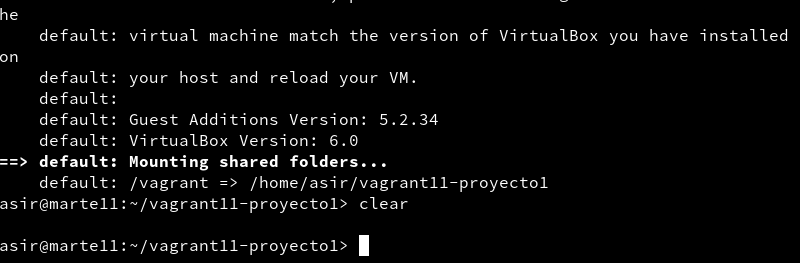 he
    default: virtual machine match the version of VirtualBox you have installed
on
    default: your host and reload your VM.
    default:
    default: Guest Additions Version: 5.2.34
    default: VirtualBox Version: 6.0
==> default: Mounting shared folders...
    default: /vagrant => /home/asir/vagrant11-proyecto1
asir@marte11:~/vagrant11-proyecto1> clear
asir@marte11:~/vagrant11-proyecto1>